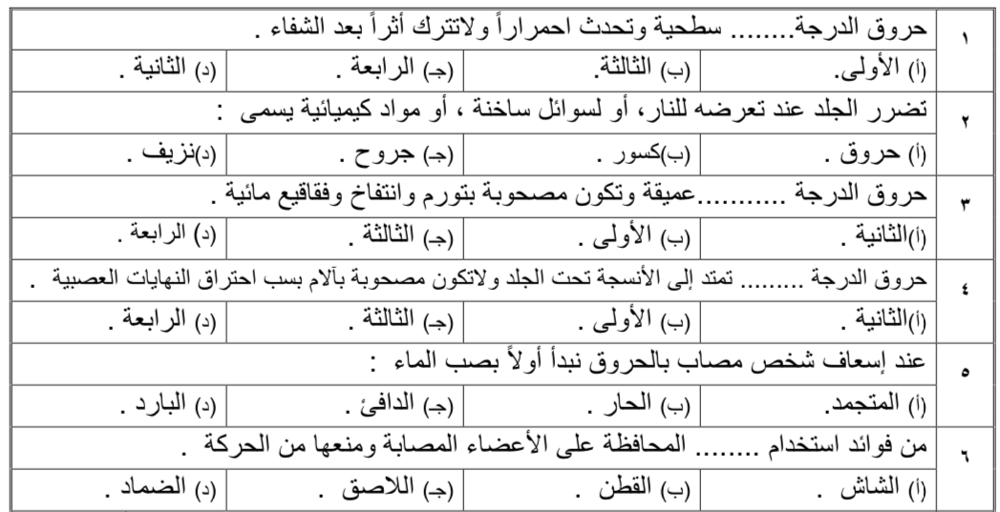 ١ حروق الدرجة........ سطحية وتحدث احمراراً ولاتترك أثراً بعد الشفاء .
(أ) الأولى. (ب) الثالثة. (جـ) الرابعة . (د) الثانية .
٢ تضرر الجلد عند تعرضه للنار، أو لسوائل ساخنة ، أو مواد كيميائية يسمى :
(أ) حروق . (ب)كسور . (جـ) جروح . (د)نزيف .
٣ حروق الدرجة ...........عميقة وتكون مصحوبة بتورم وانتفاخ وفقاقيع مائية .
(أ)الثانية . (ب) الأولى . (جـ) الثالثة . (د) الرابعة .
٤ حروق الدرجة ......... تمتد إلى الأنسجة تحت الجلد ولاتكون مصحوبة بآلام بسب احتراق النهايات العصبية .
(أ)الثانية . (ب) الأولى . (جـ) الثالثة . (د) الرابعة .
٥ عند إسعاف شخص مصاب بالحروق نبدأ أولاً بصب الماء :
(أ) المتجمد. (ب) الحار . (جـ) الدافئ . (د) البارد .
٦ من فوائد استخدام ........ المحافظة على الأعضاء المصابة ومنعها من الحركة .
(أ) الشاش . (ب) القطن . (جـ) اللاصق . (د) الضماد .